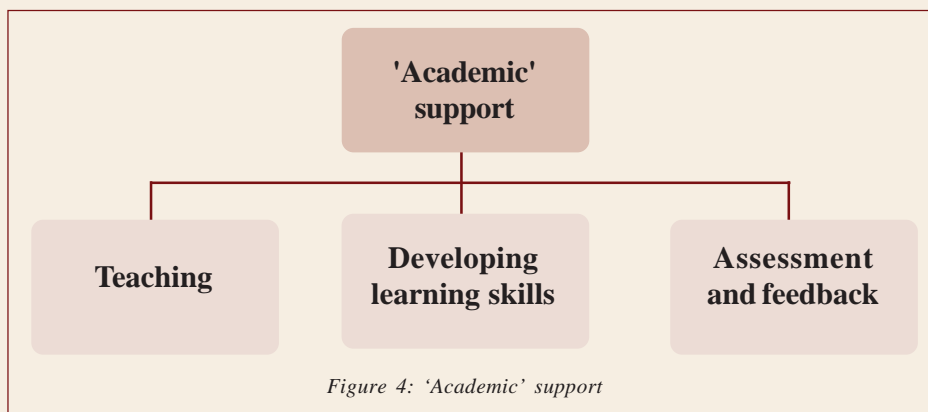 'Academic'
support
Teaching
Developing
learning skills
Assessment
and feedback
Figure 4: ‘Academic’ support